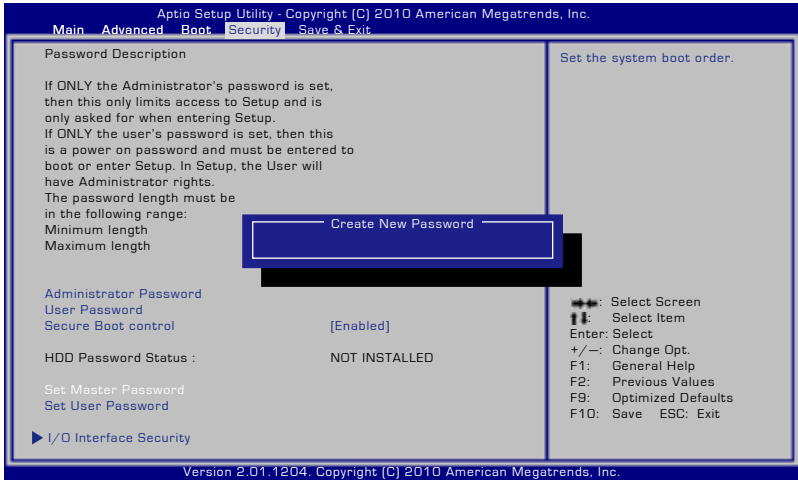 Aptio Setup Utility - Copyright (C) 2010 American Megatrends, Inc.
Main Advanced Boot Security Save & Exit
Password Description
If ONLY the Administrator's password is set,
then this only limits access to Setup and is
only asked for when entering Setup.
If ONLY the user's password is set, then this
is a power on password and must be entered to
boot or enter Setup. In Setup, the User will
have Administrator rights.
The password length must be
in the following range:
Minimum length
Maximum length
Create New Password
Administrator Password
User Password
Secure Boot control [Enabled]
HDD Password Status : NOT INSTALLED
Set Master Password
Set User Password
I/O Interface Security
Set the system boot order.
→←: Select Screen
↑↓: Select Item
Enter: Select
+/—: Change Opt.
F1: General Help
F2: Previous Values
F9: Optimized Defaults
F10: Save ESC: Exit
Version 2.01.1204. Copyright (C) 2010 American Megatrends, Inc.